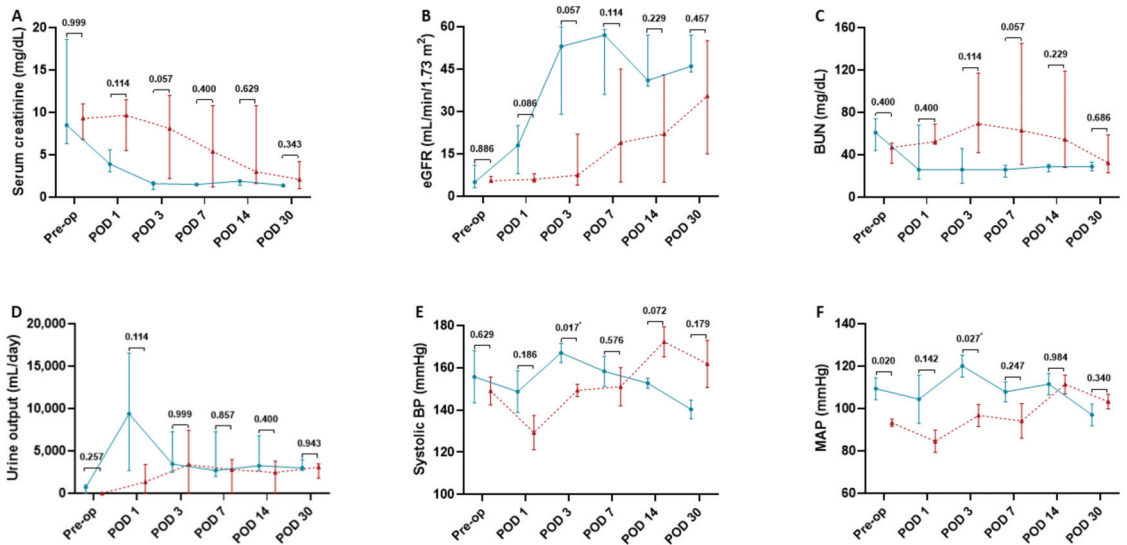 A
Serum creatinine (mg/dL)
20
15
10
5
0
0.999
0.114
0.057
0.400
0.629
0.343
Pre-op
POD 1
POD 3
POD 7
POD 14
POD 30
B
eGFR (mL/min/1.73 m²)
60
45
30
15
0
0.886
0.086
0.057
0.114
0.229
0.457
Pre-op
POD 1
POD 3
POD 7
POD 14
POD 30
C
BUN (mg/dL)
160
120
80
40
0
0.400
0.400
0.114
0.057
0.229
0.686
Pre-op
POD 1
POD 3
POD 7
POD 14
POD 30
D
Urine output (mL/day)
20,000
15,000
10,000
5,000
0
0.257
0.114
0.999
0.857
0.400
0.943
Pre-op
POD 1
POD 3
POD 7
POD 14
POD 30
E
Systolic BP (mmHg)
180
160
140
120
100
0.629
0.186
0.017*
0.576
0.072
0.179
Pre-op
POD 1
POD 3
POD 7
POD 14
POD 30
F
MAP (mmHg)
140
120
100
80
60
0.020
0.142
0.027*
0.247
0.984
0.340
Pre-op
POD 1
POD 3
POD 7
POD 14
POD 30